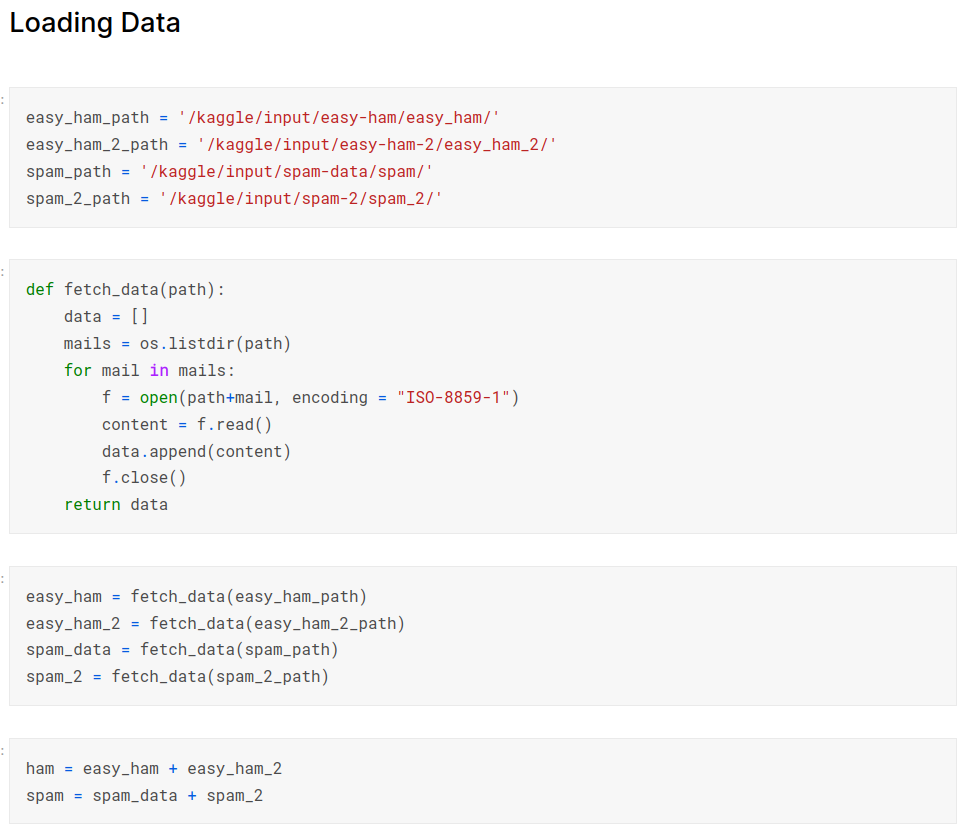 Loading Data
:
easy_ham_path = '/kaggle/input/easy-ham/easy_ham/'
easy_ham_2_path = '/kaggle/input/easy-ham-2/easy_ham_2/'
spam_path = '/kaggle/input/spam-data/spam/'
spam_2_path = '/kaggle/input/spam-2/spam_2/'
:
def fetch_data(path):
    data = []
    mails = os.listdir(path)
    for mail in mails:
        f = open(path+mail, encoding = "ISO-8859-1")
        content = f.read()
        data.append(content)
        f.close()
    return data
:
easy_ham = fetch_data(easy_ham_path)
easy_ham_2 = fetch_data(easy_ham_2_path)
spam_data = fetch_data(spam_path)
spam_2 = fetch_data(spam_2_path)
:
ham = easy_ham + easy_ham_2
spam = spam_data + spam_2